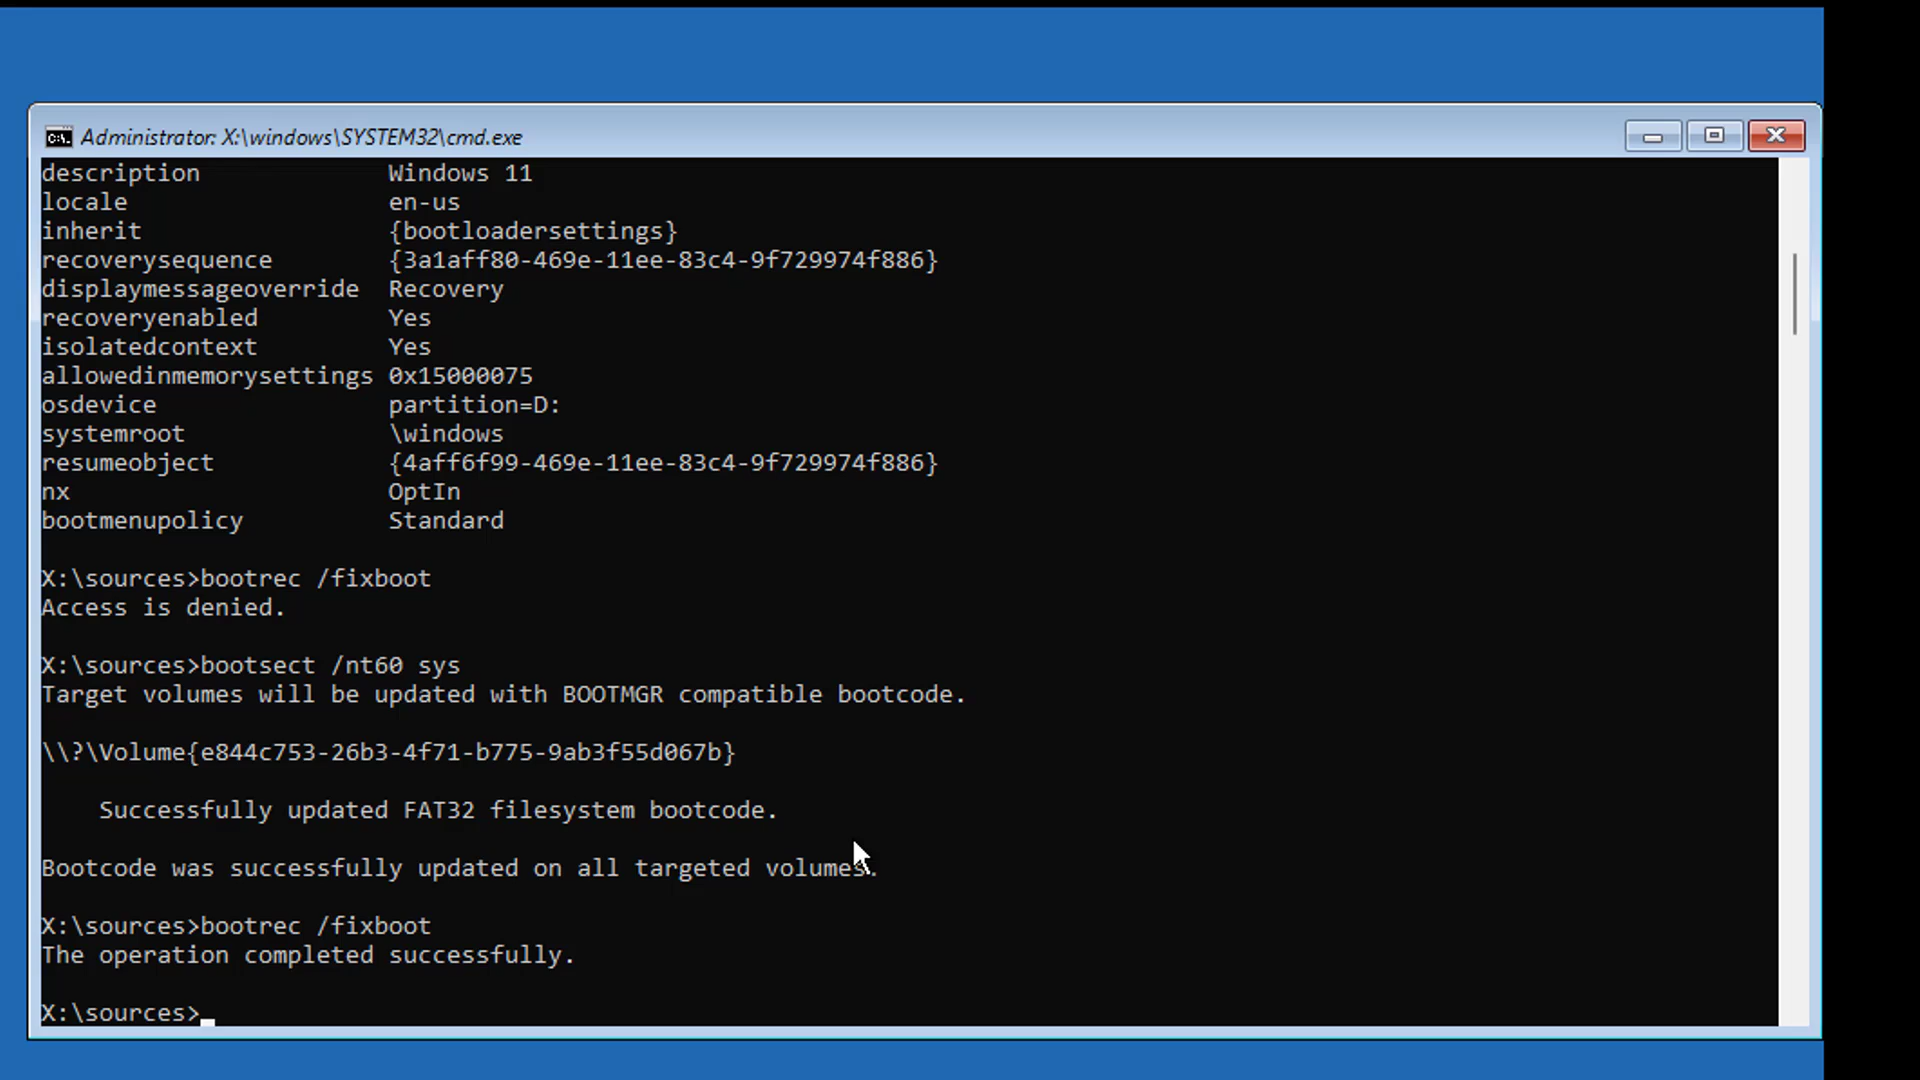 Administrator: X:\windows\SYSTEM32\cmd.exe
description Windows 11
locale en-us
inherit {bootloadersettings}
recoverysequence {3a1aff80-469e-11ee-83c4-9f729974f886}
displaymessageoverride Recovery
recoveryenabled Yes
isolatedcontext Yes
allowedinmemorysettings 0x15000075
osdevice partition=D:
systemroot \windows
resumeobject {4aff6f99-469e-11ee-83c4-9f729974f886}
nx OptIn
bootmenupolicy Standard
X:\sources>bootrec /fixboot
Access is denied.
X:\sources>bootsect /nt60 sys
Target volumes will be updated with BOOTMGR compatible bootcode.
\\?\Volume{e844c753-26b3-4f71-b775-9ab3f55d067b}
Successfully updated FAT32 filesystem bootcode.
Bootcode was successfully updated on all targeted volumes.
X:\sources>bootrec /fixboot
The operation completed successfully.
X:\sources>